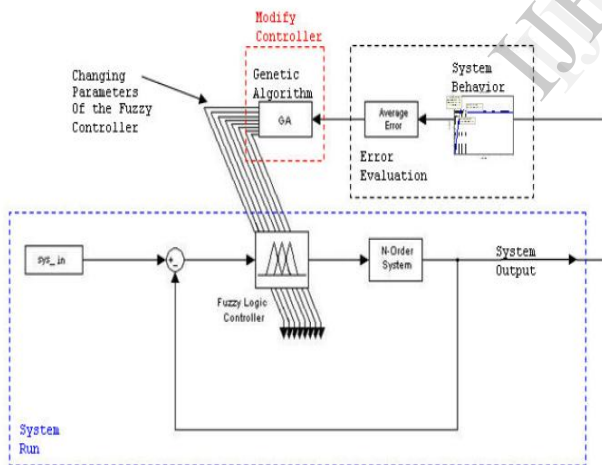 Modify
Controller
Changing
Parameters
Of the Fuzzy
Controller
Genetic
Algorithm
GA
System
Behavior
Average
Error
Error
Evaluation
sys_in
+
-
Fuzzy Logic
Controller
N-Order
System
System
Output
System
Run